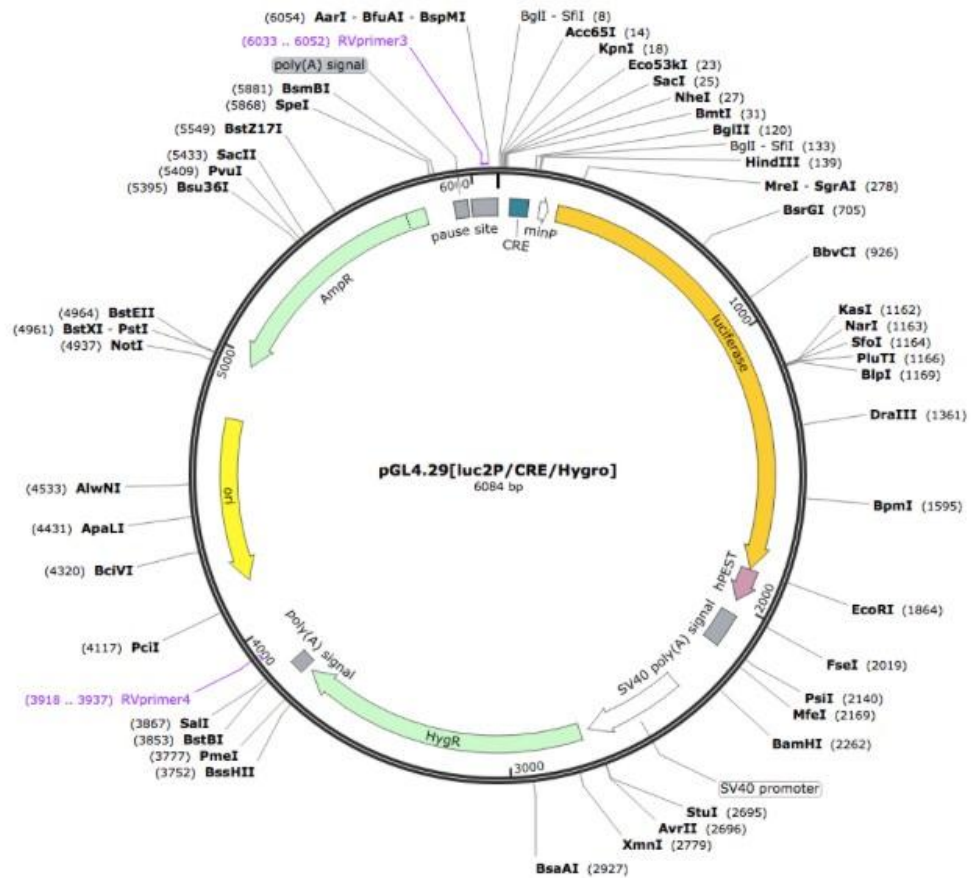 (6054) AarI - BfuAI - BspMI
(6033 .. 6052) RVprimer3
poly(A) signal
(5881) BsmBI
(5868) SpeI
(5549) BstZ17I
(5433) SacII
(5409) PvuI
(5395) Bsu36I
(4964) BstEII
(4961) BstXI - PstI
(4937) NotI
(4533) AlwNI
(4431) ApaLI
(4320) BciVI
(4117) PciI
(3918 .. 3937) RVprimer4
(3867) SalI
(3853) BstBI
(3777) PmeI
(3752) BssHII
BglI - SfiI (8)
Acc65I (14)
KpnI (18)
Eco53kI (23)
SacI (25)
NheI (27)
BmtI (31)
BglII (120)
BglI - SfiI (133)
HindIII (139)
MreI - SgrAI (278)
BsrGI (705)
BbvCI (926)
KasI (1162)
NarI (1163)
SfoI (1164)
PluTI (1166)
BlpI (1169)
DraIII (1361)
BpmI (1595)
EcoRI (1864)
FseI (2019)
PsiI (2140)
MfeI (2169)
BamHI (2262)
SV40 promoter
StuI (2695)
AvrII (2696)
XmnI (2779)
BsaAI (2927)
6000
1000
2000
3000
4000
5000
pause site
CRE
minP
luciferase
hPEST
SV40 poly(A) signal
HygR
poly(A) signal
ori
AmpR
pGL4.29[luc2P/CRE/Hygro]
6084 bp